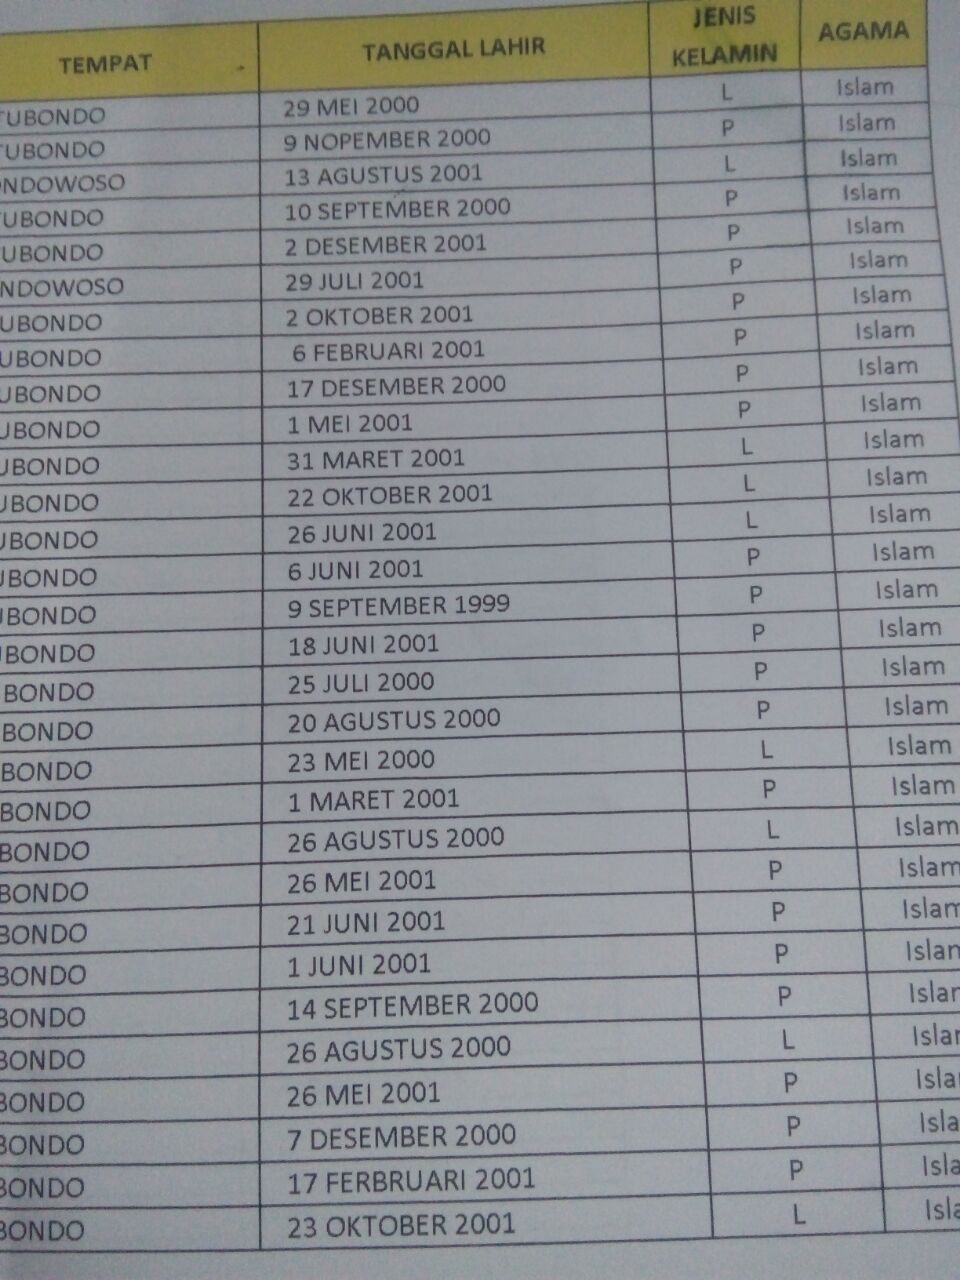 TEMPAT TANGGAL LAHIR JENIS KELAMIN AGAMA
TUBONDO 29 MEI 2000 L Islam
TUBONDO 9 NOPEMBER 2000 P Islam
ONDOWOSO 13 AGUSTUS 2001 L Islam
TUBONDO 10 SEPTEMBER 2000 P Islam
TUBONDO 2 DESEMBER 2001 P Islam
NDOWOSO 29 JULI 2001 P Islam
UBONDO 2 OKTOBER 2001 P Islam
UBONDO 6 FEBRUARI 2001 P Islam
UBONDO 17 DESEMBER 2000 P Islam
UBONDO 1 MEI 2001 P Islam
UBONDO 31 MARET 2001 L Islam
UBONDO 22 OKTOBER 2001 L Islam
UBONDO 26 JUNI 2001 L Islam
UBONDO 6 JUNI 2001 P Islam
UBONDO 9 SEPTEMBER 1999 P Islam
UBONDO 18 JUNI 2001 P Islam
BONDO 25 JULI 2000 P Islam
BONDO 20 AGUSTUS 2000 P Islam
BONDO 23 MEI 2000 L Islam
BONDO 1 MARET 2001 P Islam
BONDO 26 AGUSTUS 2000 L Islam
BONDO 26 MEI 2001 P Islam
BONDO 21 JUNI 2001 P Islam
BONDO 1 JUNI 2001 P Islam
BONDO 14 SEPTEMBER 2000 P Islam
BONDO 26 AGUSTUS 2000 L Islam
BONDO 26 MEI 2001 P Isla
BONDO 7 DESEMBER 2000 P Isla
BONDO 17 FERBRUARI 2001 P Isla
BONDO 23 OKTOBER 2001 L Isla